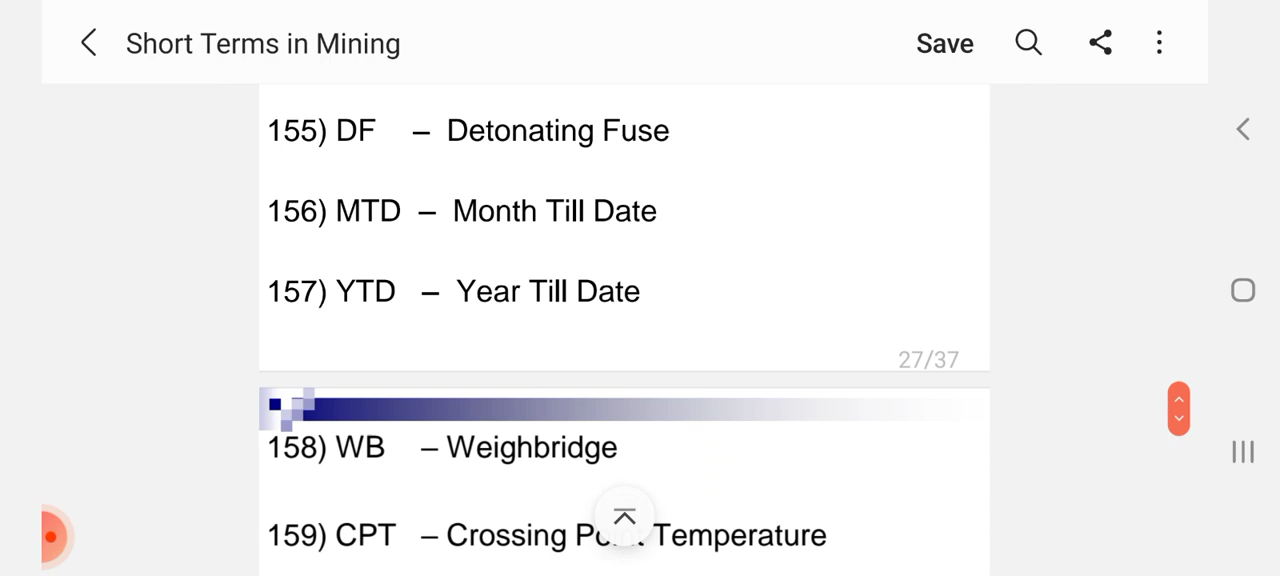 Short Terms in Mining
Save
155) DF – Detonating Fuse
156) MTD – Month Till Date
157) YTD – Year Till Date
27/37
158) WB – Weighbridge
159) CPT – Crossing Point Temperature